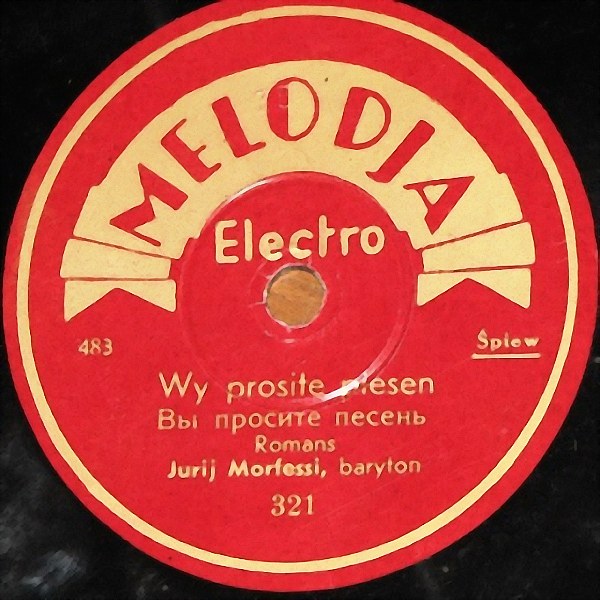 MELODJA
Electro
483
Śpiew
Wy prosite piesen
Вы просите песень
Romans
Jurij Morfessi, baryton
321